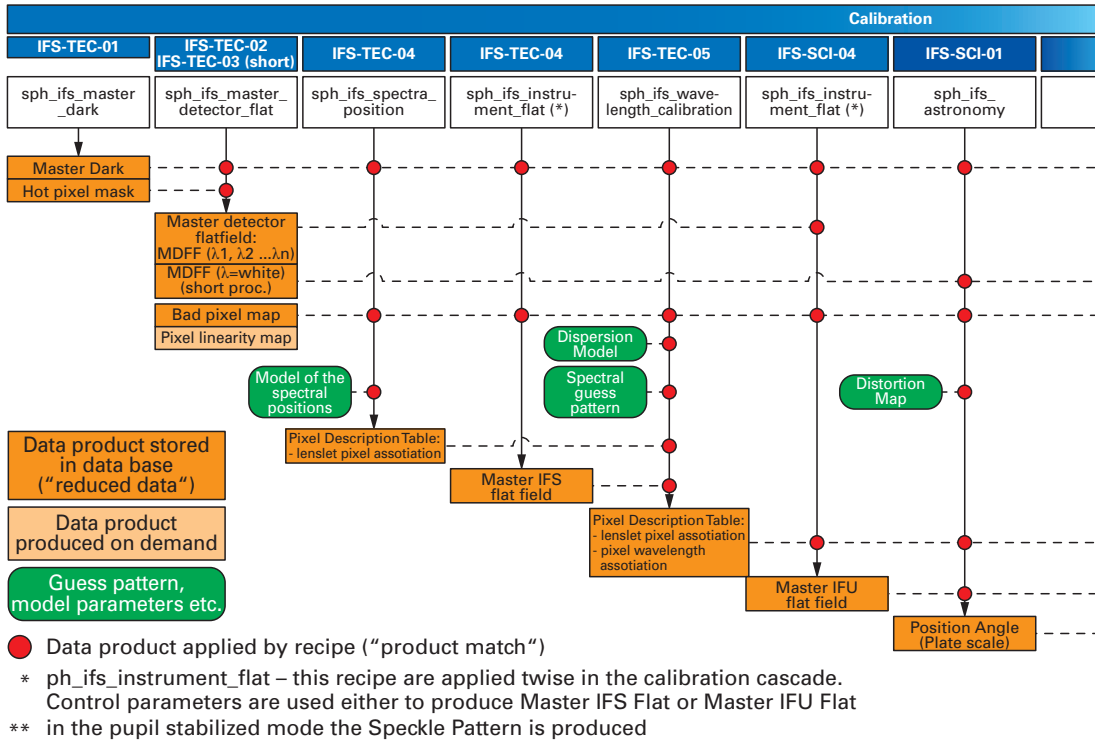 Calibration
IFS-TEC-01
IFS-TEC-02
IFS-TEC-03 (short)
IFS-TEC-04
IFS-TEC-04
IFS-TEC-05
IFS-SCI-04
IFS-SCI-01
sph_ifs_master
_dark
sph_ifs_master_
detector_flat
sph_ifs_spectra_
position
sph_ifs_instru-
ment_flat (*)
sph_ifs_wave-
length_calibration
sph_ifs_instru-
ment_flat (*)
sph_ifs_
astronomy
Master Dark
Hot pixel mask
Master detector
flatfield:
MDFF (λ1, λ2 ...λn)
MDFF (λ=white)
(short proc.)
Bad pixel map
Pixel linearity map
Dispersion
Model
Model of the
spectral
positions
Spectral
guess
pattern
Distortion
Map
Pixel Description Table:
- lenslet pixel assotiation
Master IFS
flat field
Pixel Description Table:
- lenslet pixel assotiation
- pixel wavelength
assotiation
Master IFU
flat field
Position Angle
(Plate scale)
Data product stored
in data base
("reduced data")
Data product
produced on demand
Guess pattern,
model parameters etc.
Data product applied by recipe ("product match")
* ph_ifs_instrument_flat – this recipe are applied twise in the calibration cascade.
Control parameters are used either to produce Master IFS Flat or Master IFU Flat
** in the pupil stabilized mode the Speckle Pattern is produced